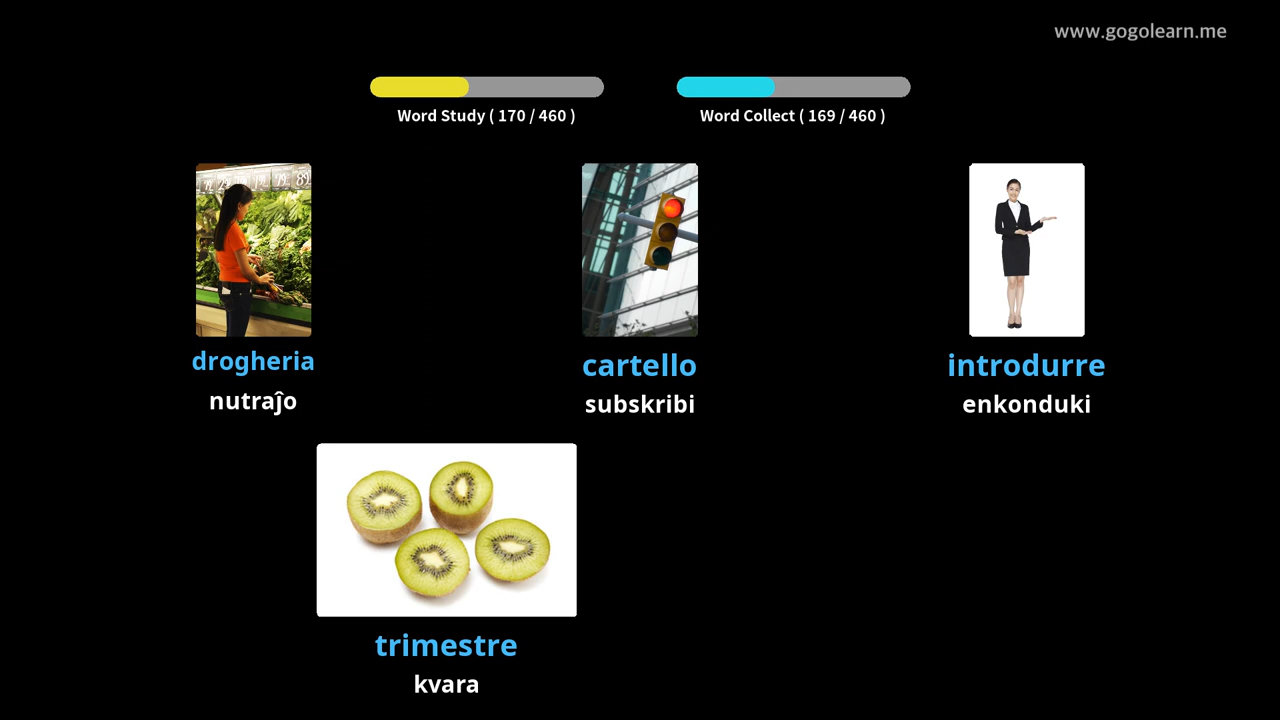 www.gogolearn.me
Word Study ( 170 / 460 )
Word Collect ( 169 / 460 )
drogheria
nutraĵo
cartello
subskribi
introdurre
enkonduki
trimestre
kvara